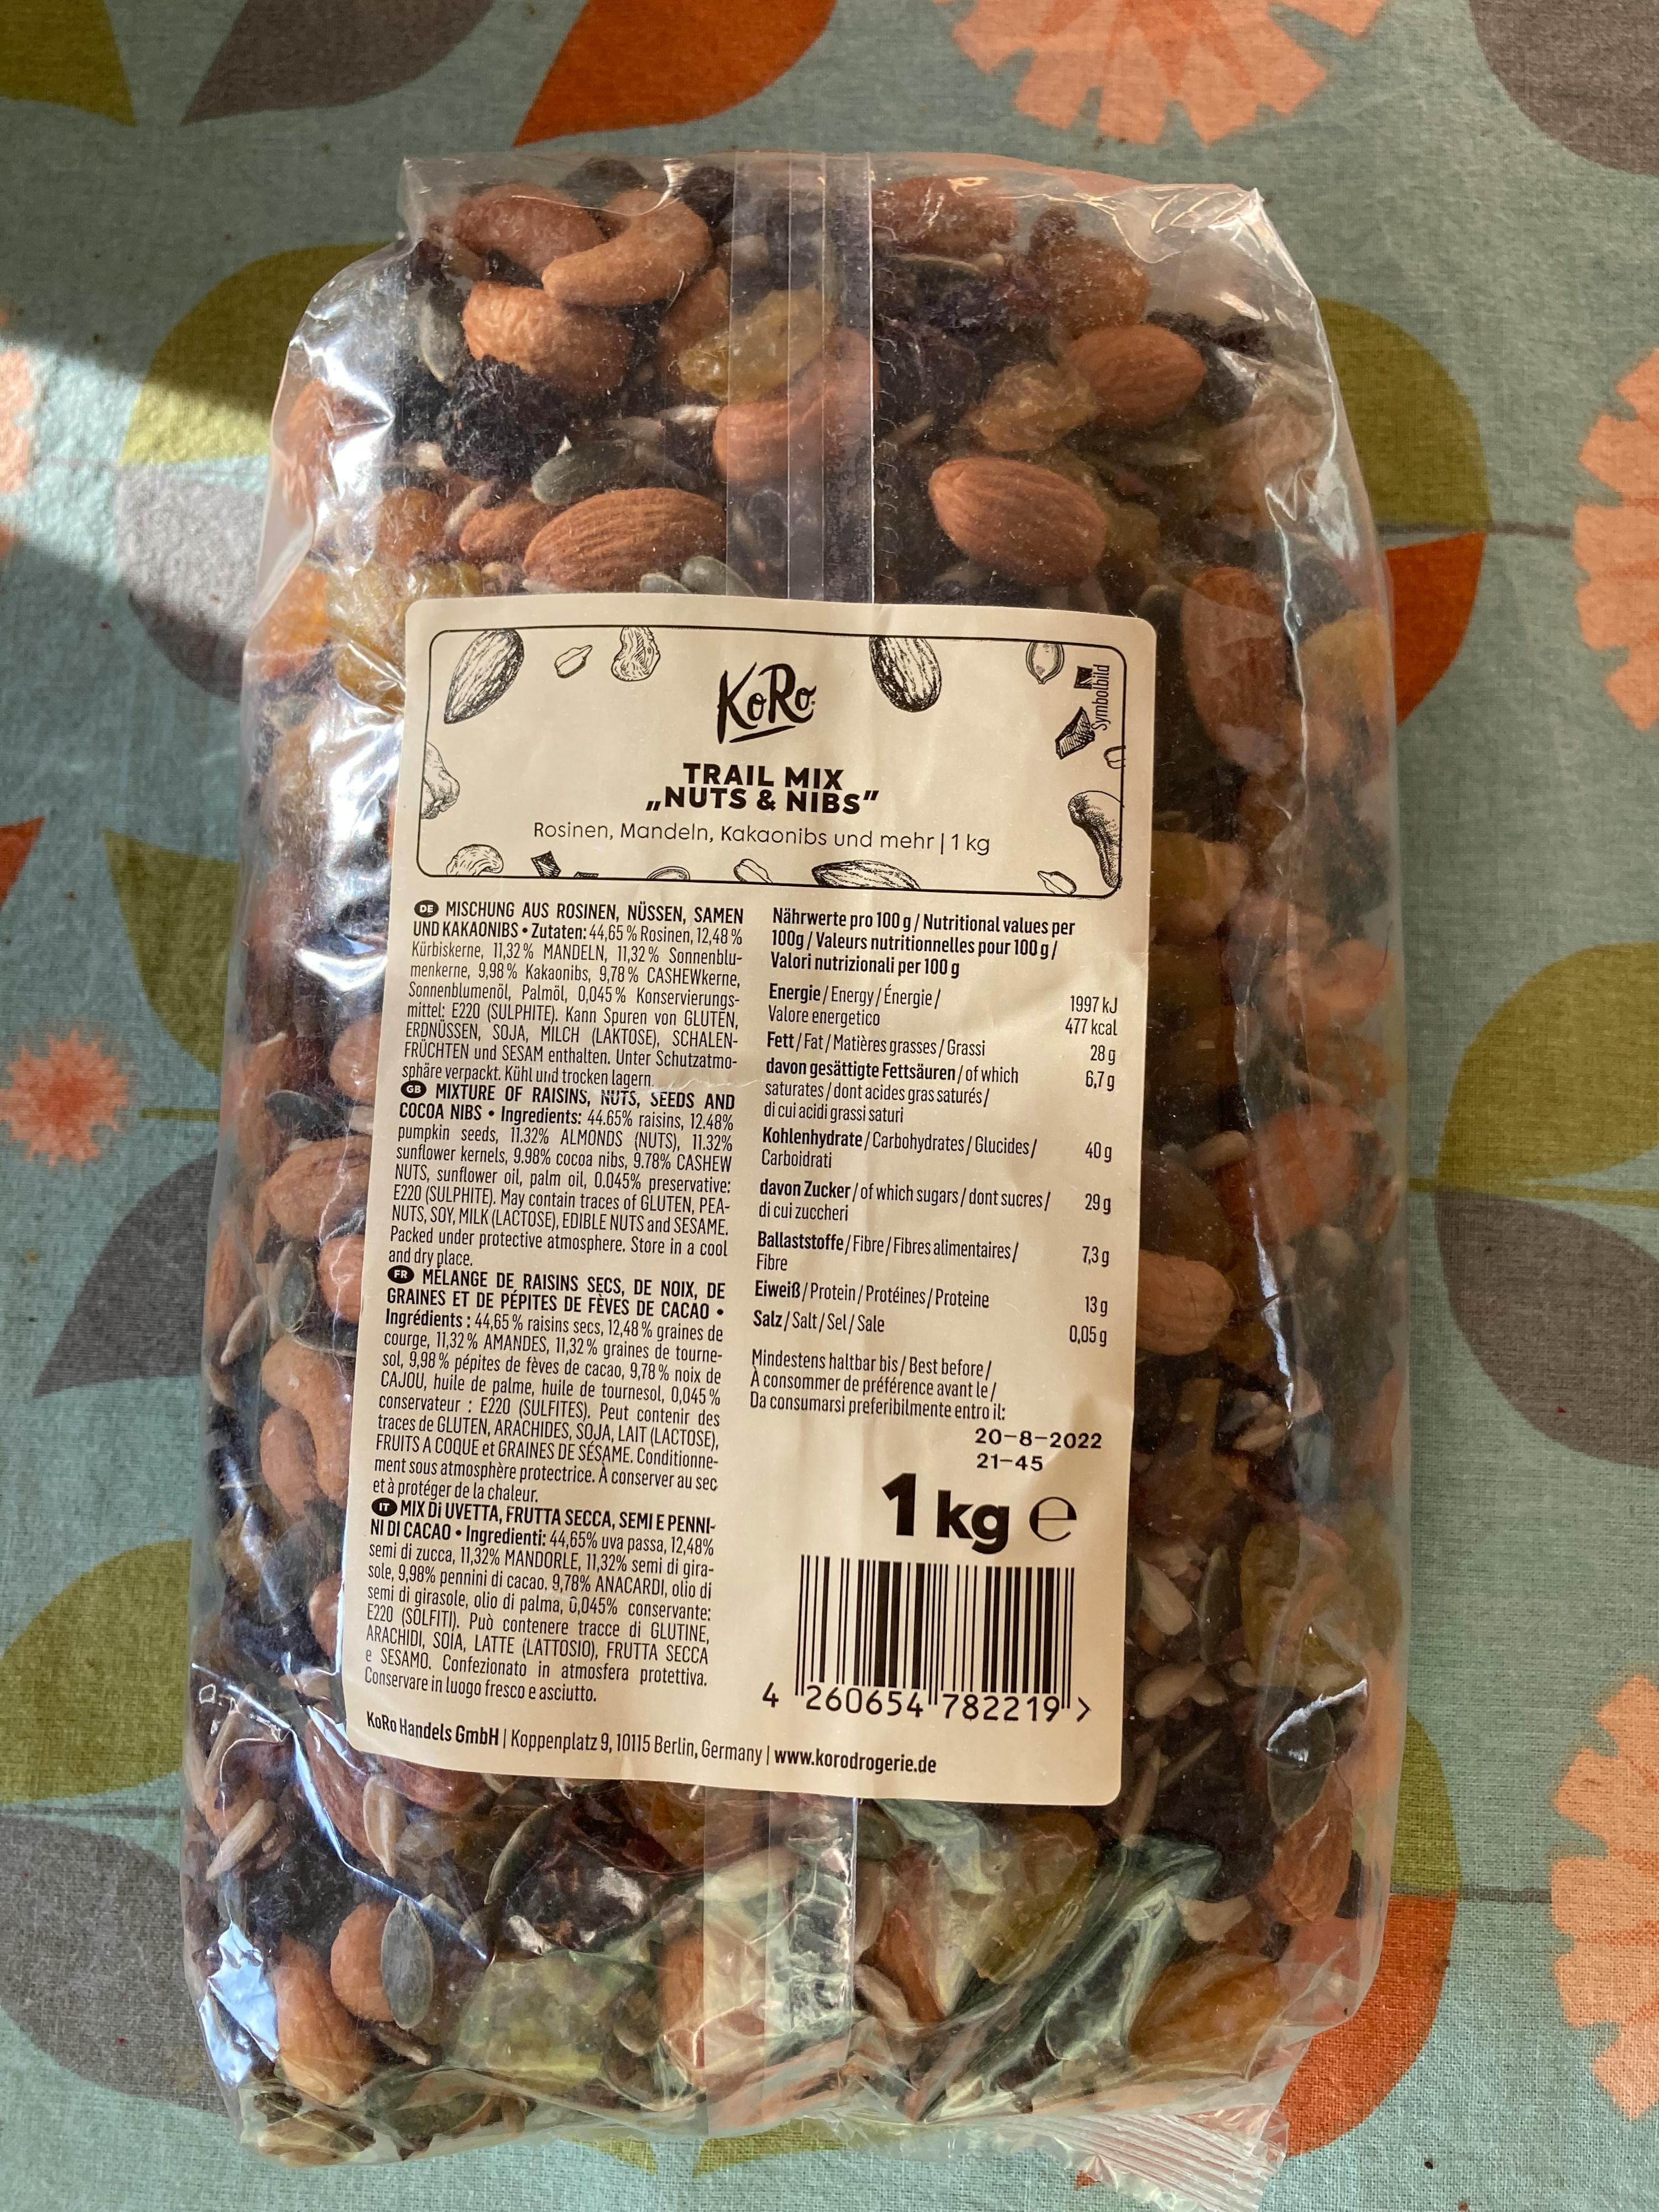 KoRo
Symbolbild
TRAIL MIX
„NUTS & NIBS”
Rosinen, Mandeln, Kakaonibs und mehr | 1 kg
DE MISCHUNG AUS ROSINEN, NÜSSEN, SAMEN
UND KAKAONIBS • Zutaten: 44,65 % Rosinen, 12,48 %
Kürbiskerne, 11,32 % MANDELN, 11,32 % Sonnenblu-
menkerne, 9,98 % Kakaonibs, 9,78 % CASHEWkerne,
Sonnenblumenöl, Palmöl, 0,045 % Konservierungs-
mittel: E220 (SULPHITE). Kann Spuren von GLUTEN,
ERDNÜSSEN, SOJA, MILCH (LAKTOSE), SCHALEN-
FRÜCHTEN und SESAM enthalten. Unter Schutzatmo-
sphäre verpackt. Kühl und trocken lagern.
GB MIXTURE OF RAISINS, NUTS, SEEDS AND
COCOA NIBS • Ingredients: 44.65% raisins, 12.48%
pumpkin seeds, 11.32% ALMONDS (NUTS), 11.32%
sunflower kernels, 9.98% cocoa nibs, 9.78% CASHEW
NUTS, sunflower oil, palm oil, 0.045% preservative:
E220 (SULPHITE). May contain traces of GLUTEN, PEA-
NUTS, SOY, MILK (LACTOSE), EDIBLE NUTS and SESAME.
Packed under protective atmosphere. Store in a cool
and dry place.
FR MÉLANGE DE RAISINS SECS, DE NOIX, DE
GRAINES ET DE PÉPITES DE FÈVES DE CACAO •
Ingrédients : 44,65 % raisins secs, 12,48 % graines de
courge, 11,32 % AMANDES, 11,32 % graines de tourne-
sol, 9,98 % pépites de fèves de cacao, 9,78 % noix de
CAJOU, huile de palme, huile de tournesol, 0,045 %
conservateur : E220 (SULFITES). Peut contenir des
traces de GLUTEN, ARACHIDES, SOJA, LAIT (LACTOSE),
FRUITS A COQUE et GRAINES DE SÉSAME. Conditionne-
ment sous atmosphère protectrice. À conserver au sec
et à protéger de la chaleur.
IT MIX Di UVETTA, FRUTTA SECCA, SEMI E PENNI-
NI DI CACAO • Ingredienti: 44,65% uva passa, 12,48%
semi di zucca, 11,32% MANDORLE, 11,32% semi di gira-
sole, 9,98% pennini di cacao, 9,78% ANACARDI, olio di
semi di girasole, olio di palma, 0,045% conservante:
E220 (SOLFITI). Può contenere tracce di GLUTINE,
ARACHIDI, SOIA, LATTE (LATTOSIO), FRUTTA SECCA
e SESAMO. Confezionato in atmosfera protettiva.
Conservare in luogo fresco e asciutto.
Nährwerte pro 100 g / Nutritional values per
100g / Valeurs nutritionnelles pour 100 g /
Valori nutrizionali per 100 g
Energie / Energy / Énergie / 1997 kJ
Valore energetico 477 kcal
Fett / Fat / Matières grasses / Grassi 28 g
davon gesättigte Fettsäuren / of which 6,7 g
saturates / dont acides gras saturés /
di cui acidi grassi saturi
Kohlenhydrate / Carbohydrates / Glucides / 40 g
Carboidrati
davon Zucker / of which sugars / dont sucres / 29 g
di cui zuccheri
Ballaststoffe / Fibre / Fibres alimentaires / 7,3 g
Fibre
Eiweiß / Protein / Protéines / Proteine 13 g
Salz / Salt / Sel / Sale 0,05 g
Mindestens haltbar bis / Best before /
À consommer de préférence avant le /
Da consumarsi preferibilmente entro il:
20-8-2022
21-45
1 kg e
4 260654 782219 >
KoRo Handels GmbH | Koppenplatz 9, 10115 Berlin, Germany | www.korodrogerie.de